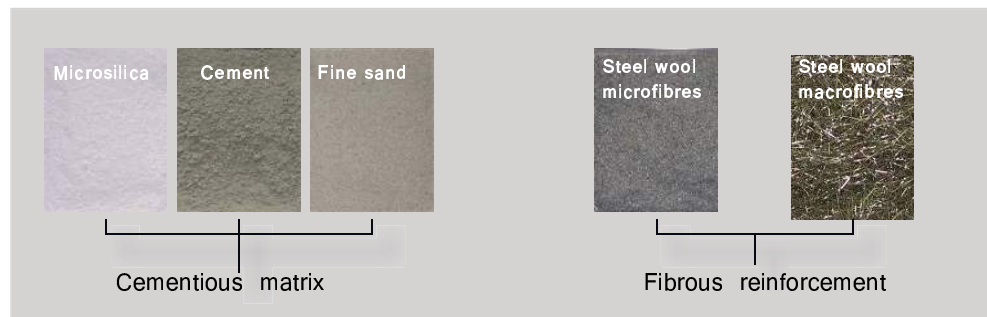 Microsilica
Cement
Fine sand
Steel wool
microfibres
Steel wool
macrofibres
Cementious matrix
Fibrous reinforcement